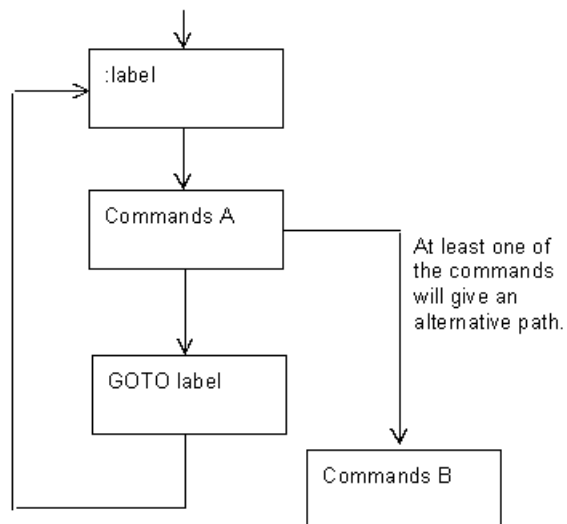 :label
Commands A
At least one of
the commands
will give an
alternative path.
GOTO label
Commands B